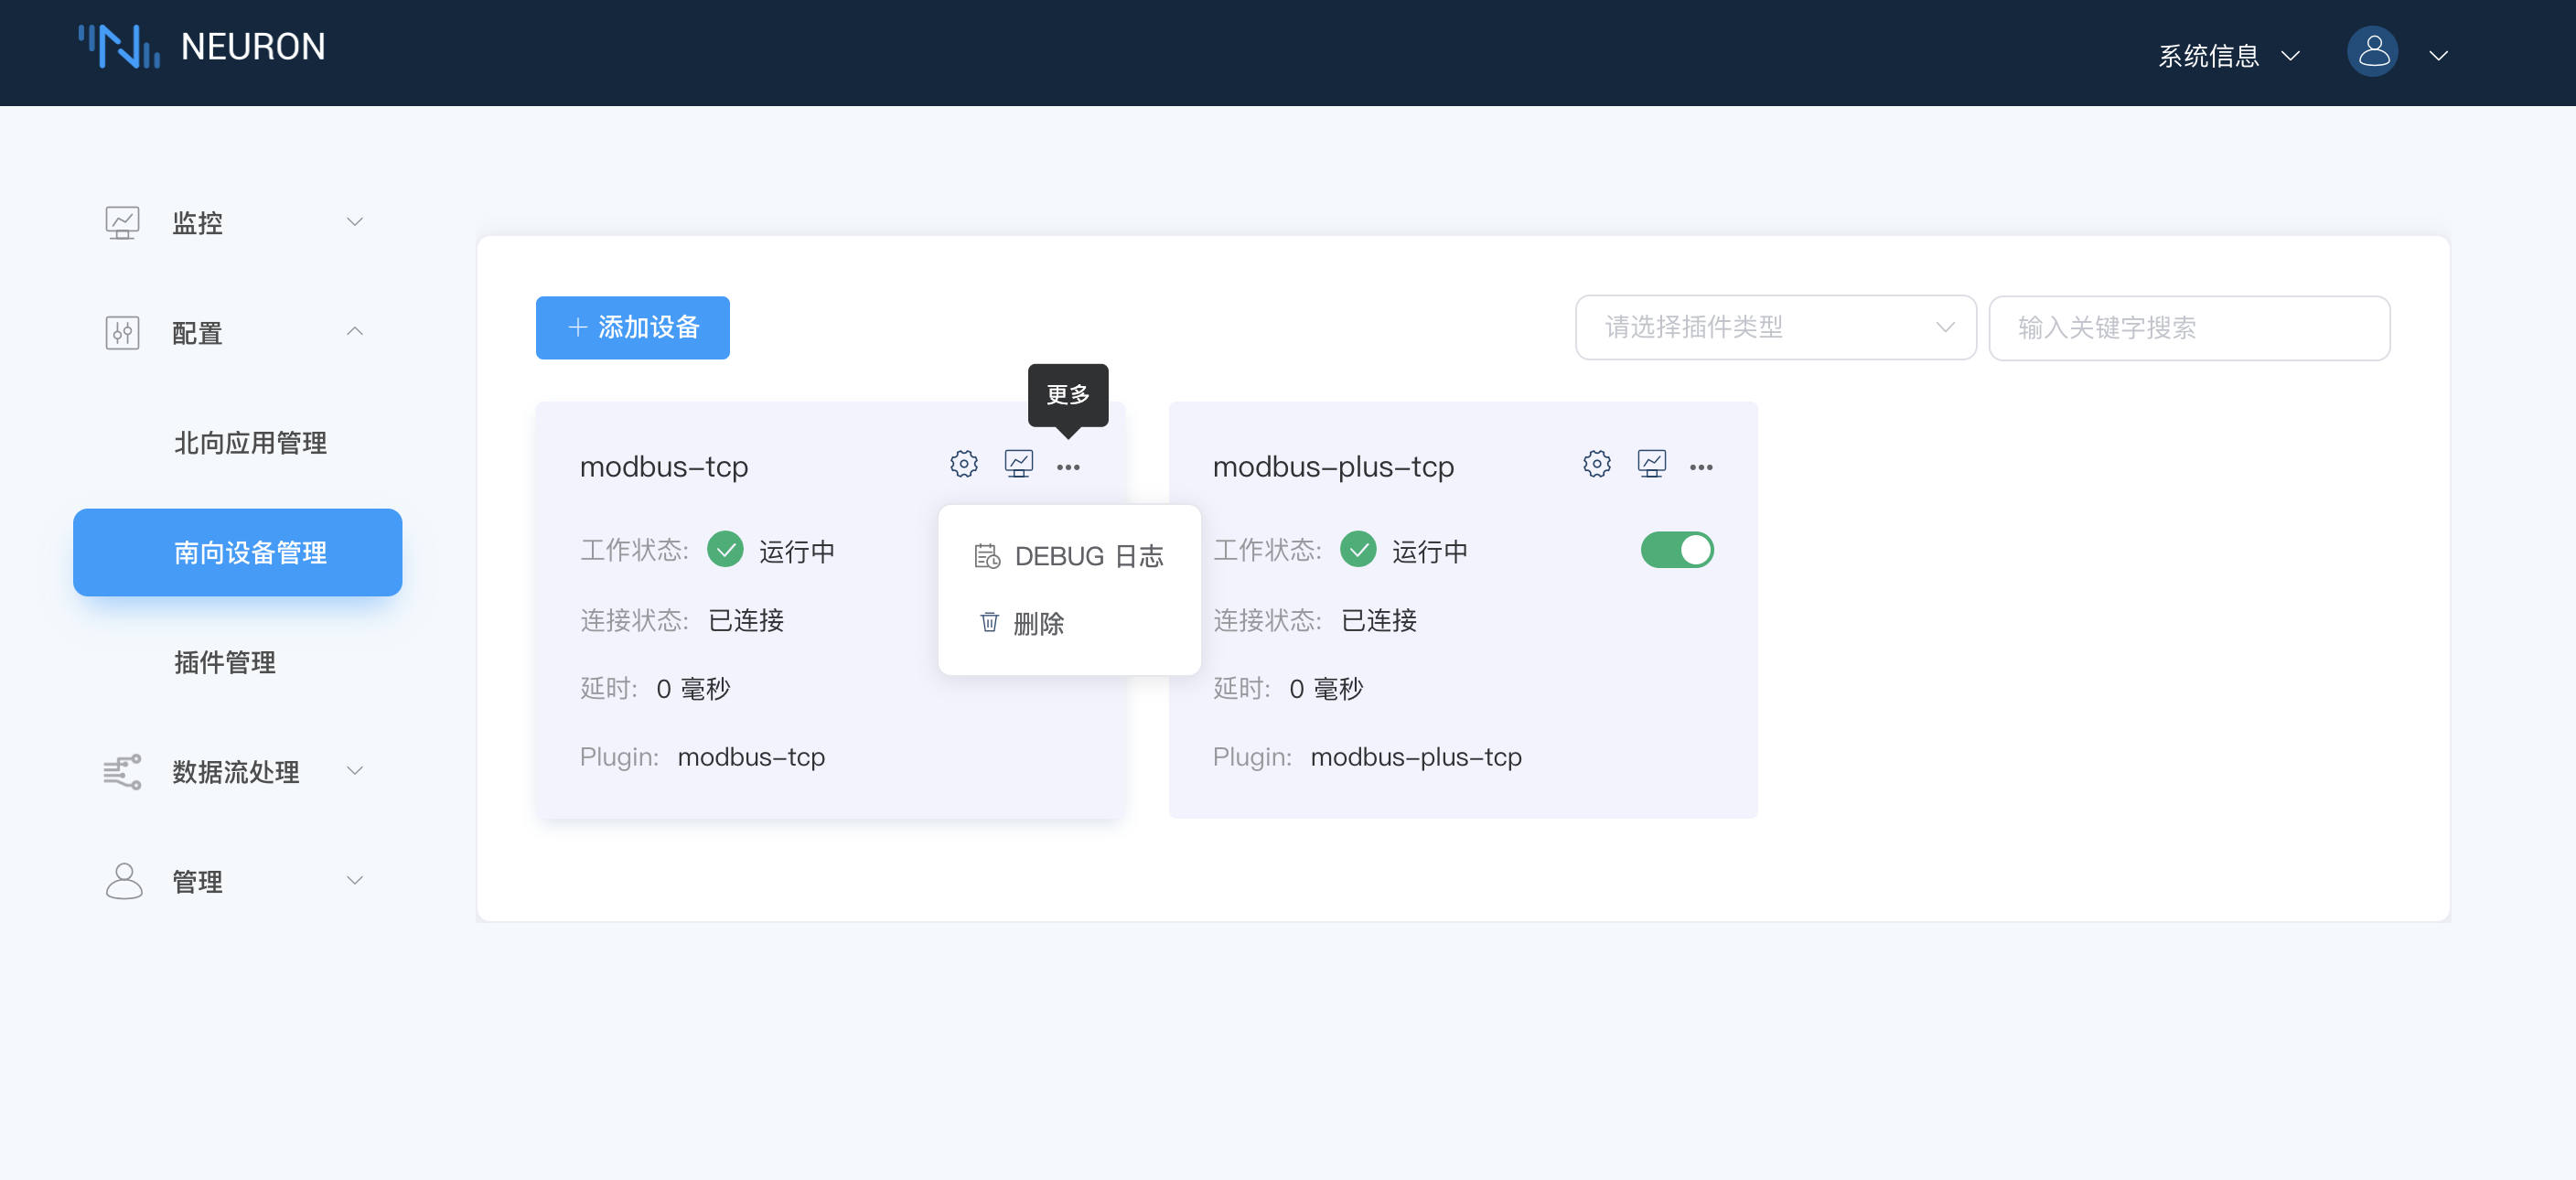 NEURON
系统信息
监控
配置
北向应用管理
南向设备管理
插件管理
数据流处理
管理
添加设备
请选择插件类型
输入关键字搜索
更多
modbus-tcp
工作状态: 运行中
连接状态: 已连接
延时: 0 毫秒
Plugin: modbus-tcp
DEBUG 日志
删除
modbus-plus-tcp
工作状态: 运行中
连接状态: 已连接
延时: 0 毫秒
Plugin: modbus-plus-tcp